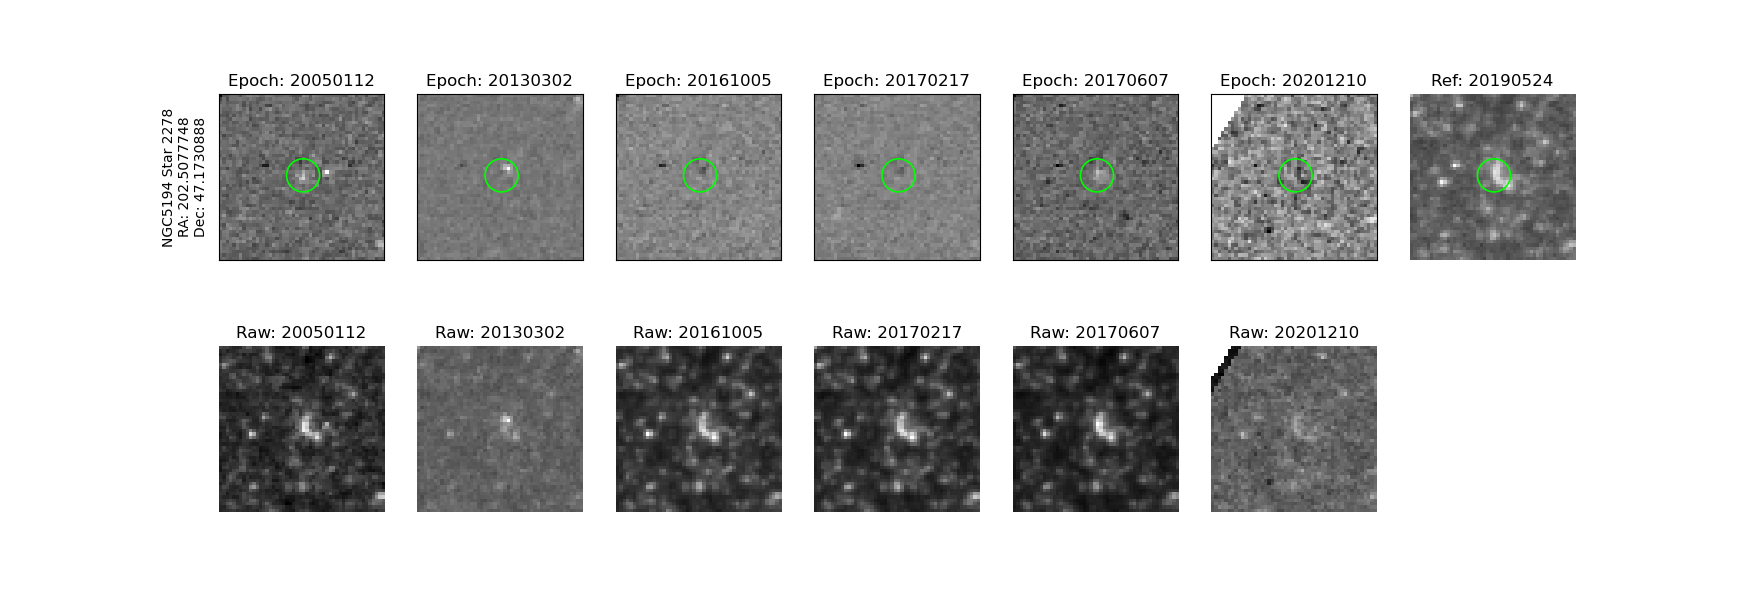 NGC5194 Star 2278
RA: 202.5077748
Dec: 47.1730888
Epoch: 20050112
Epoch: 20130302
Epoch: 20161005
Epoch: 20170217
Epoch: 20170607
Epoch: 20201210
Ref: 20190524
Raw: 20050112
Raw: 20130302
Raw: 20161005
Raw: 20170217
Raw: 20170607
Raw: 20201210